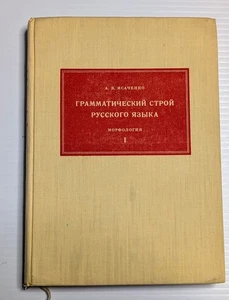 А. В. ИСАЧЕНКО
ГРАММАТИЧЕСКИЙ СТРОЙ
РУССКОГО ЯЗЫКА
МОРФОЛОГИЯ
I